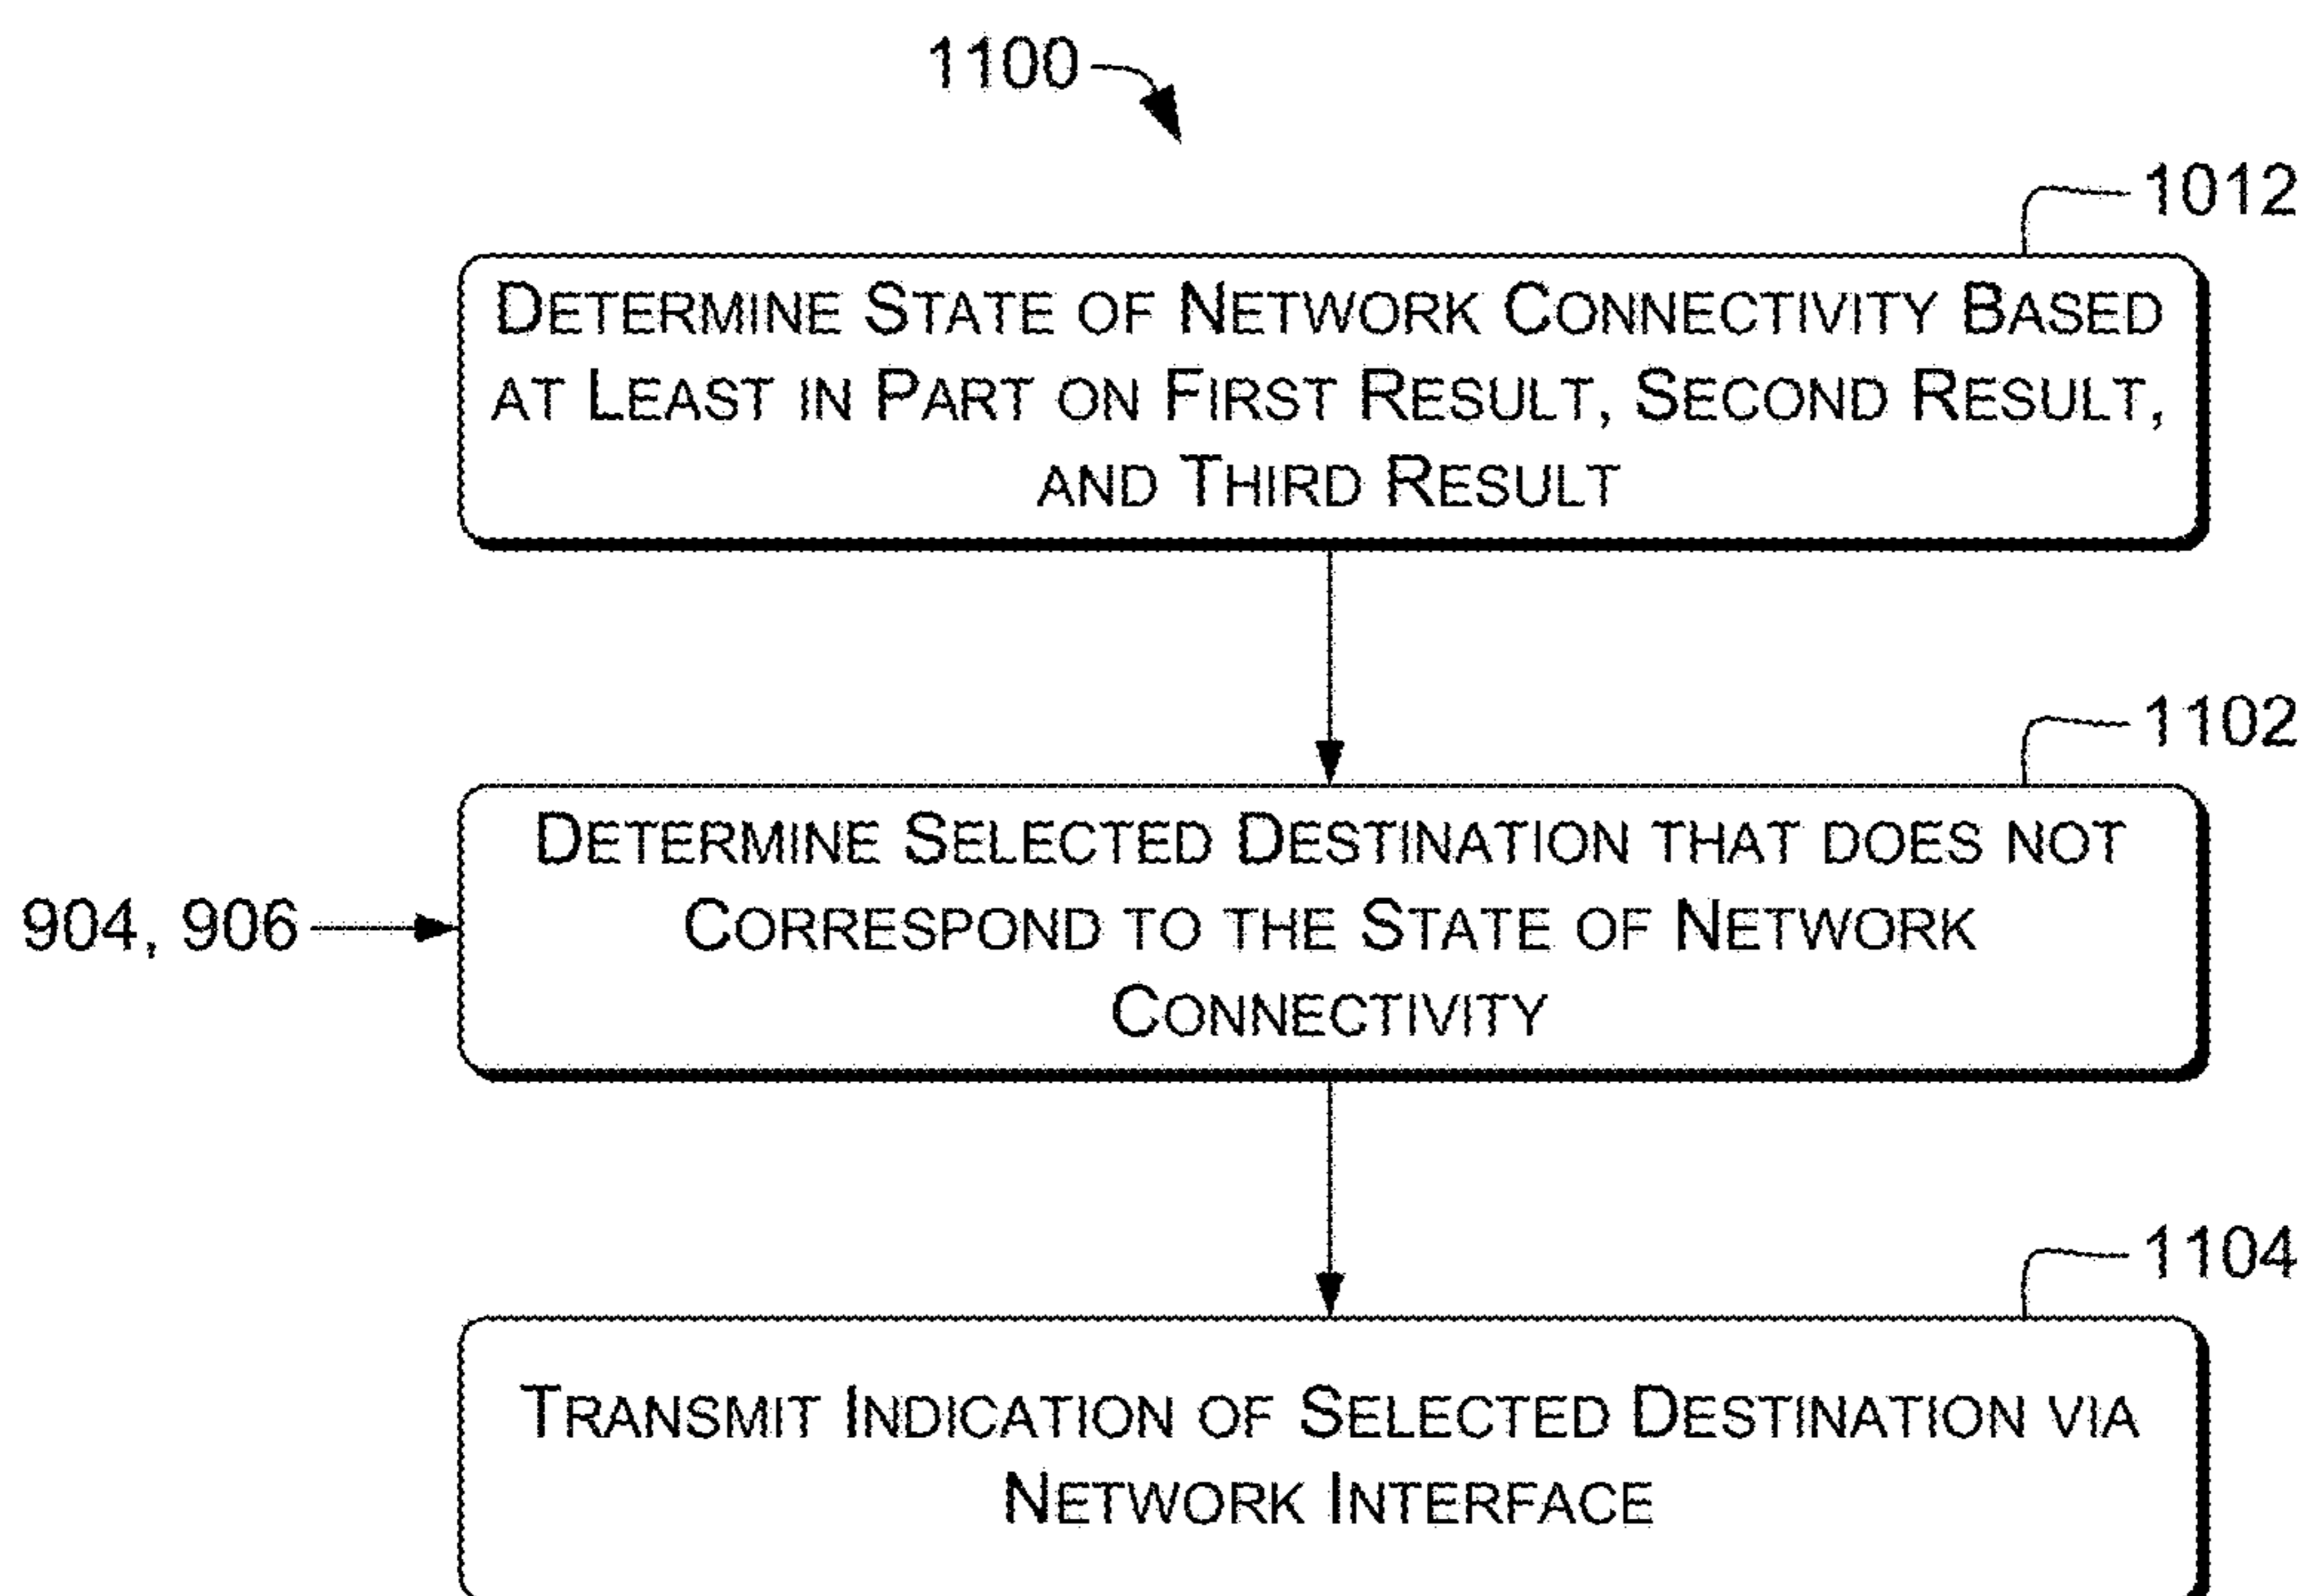 1100
1012
DETERMINE STATE OF NETWORK CONNECTIVITY BASED
AT LEAST IN PART ON FIRST RESULT, SECOND RESULT,
AND THIRD RESULT
1102
DETERMINE SELECTED DESTINATION THAT DOES NOT
904, 906
CORRESPOND TO THE STATE OF NETWORK
CONNECTIVITY
1104
TRANSMIT INDICATION OF SELECTED DESTINATION VIA
NETWORK INTERFACE